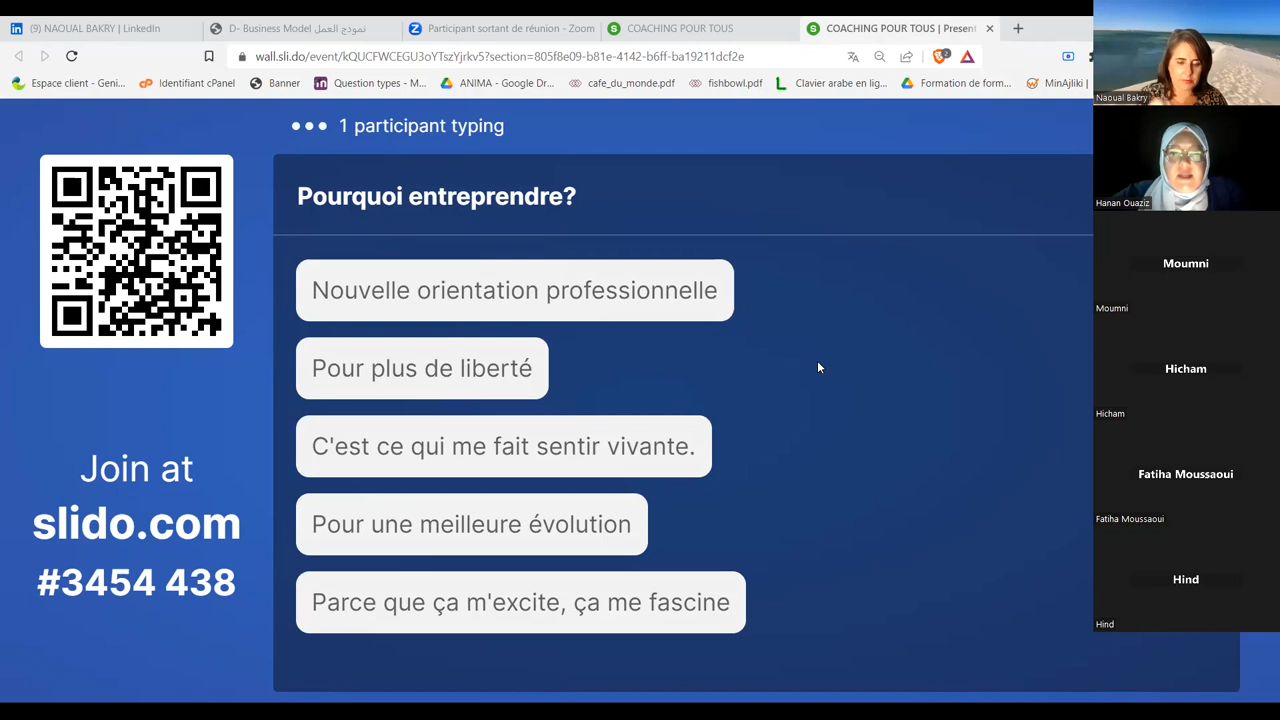 (9) NAOUAL BAKRY | LinkedIn
D- Business Model نموذج العمل
Participant sortant de réunion - Zoom
COACHING POUR TOUS
COACHING POUR TOUS | Present
wall.sli.do/event/kQUCFWCGGU3oYTszYjrkv5?section=805f8e09-b81e-4142-b6ff-ba19211dcf2e
2
Espace client - Geni...
Identifiant CPanel
Banner
Question types - M...
ANIME - Google Dr...
cafe_du_monde.pdf
fishbowl.pdf
Clavier arabe en lig...
Formation de form...
MinAjliki
1 participant typing
Pourquoi entreprendre?
Nouvelle orientation professionnelle
Pour plus de liberté
C'est ce qui me fait sentir vivante.
Pour une meilleure évolution
Parce que ça m'excite, ça me fascine
Join at
slido.com
#3454 438
Naoual Bakry
Hanan Ouaziz
Moumni
Moumni
Hicham
Hicham
Fatiha Moussaoui
Fatiha Moussaoui
Hind
Hind